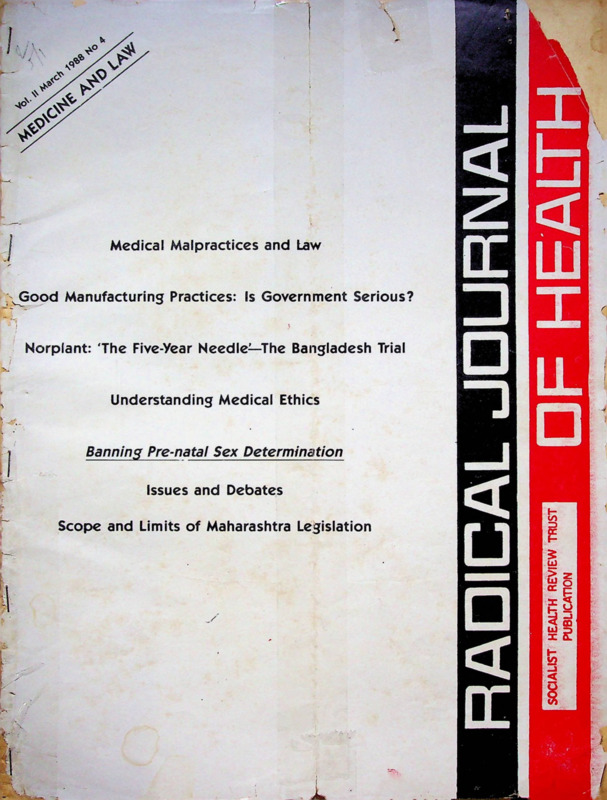 Vol. II March 1988 No 4
MEDICINE AND LAW
Medical Malpractices and Law
Good Manufacturing Practices: Is Government Serious?
Norplant: 'The Five-Year Needle'—The Bangladesh Trial
Understanding Medical Ethics
Banning Pre-natal Sex Determination
Issues and Debates
Scope and Limits of Maharashtra Legislation
RADICAL JOURNAL
OF HEALTH
SOCIALIST HEALTH REVIEW TRUST
PUBLICATION